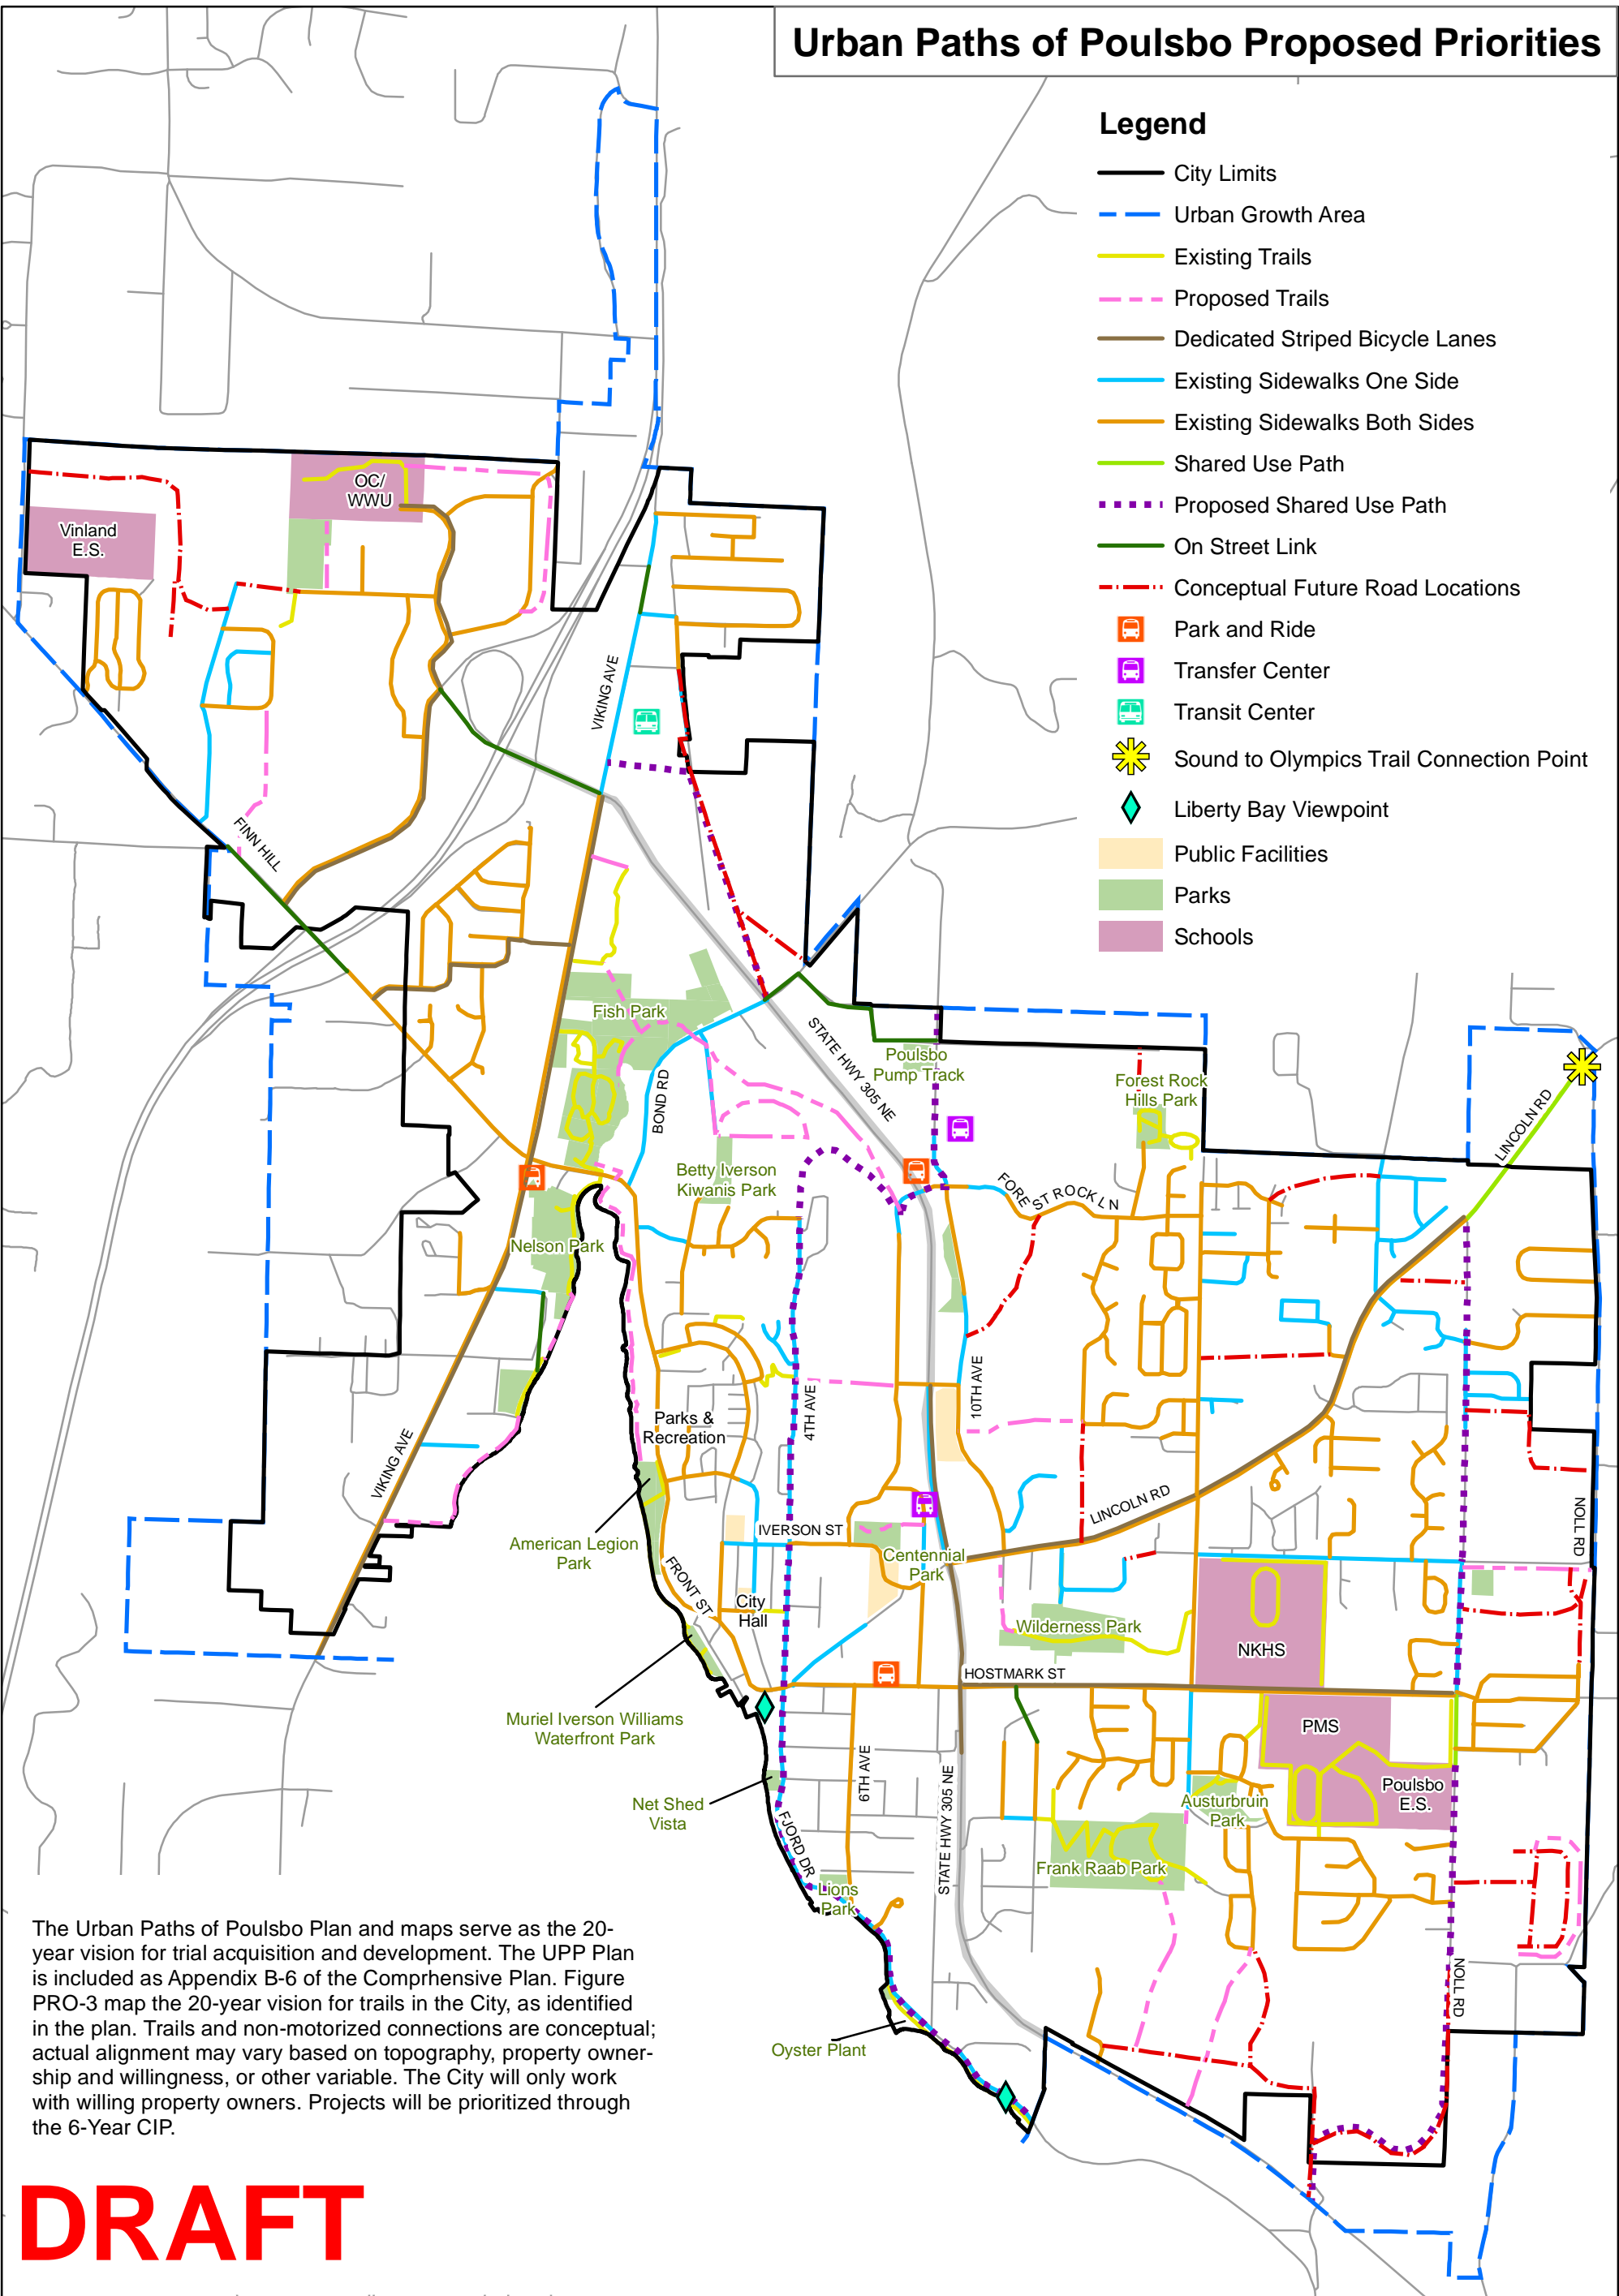 Urban Paths of Poulsbo Proposed Priorities
Legend
City Limits
Urban Growth Area
Existing Trails
Proposed Trails
Dedicated Striped Bicycle Lanes
Existing Sidewalks One Side
Existing Sidewalks Both Sides
Shared Use Path
Proposed Shared Use Path
On Street Link
Conceptual Future Road Locations
Park and Ride
Transfer Center
Transit Center
Sound to Olympics Trail Connection Point
Liberty Bay Viewpoint
Public Facilities
Parks
Schools
OC/
WWU
Vinland
E.S.
VIKING AVE
FINN HILL
Fish Park
STATE HWY 305 NE
Poulsbo
Pump Track
Forest Rock
Hills Park
BOND RD
LINCOLN RD
Betty Iverson
Kiwanis Park
FOREST ROCK LN
Nelson Park
4TH AVE
10TH AVE
Parks &
Recreation
VIKING AVE
LINCOLN RD
NOLL RD
American Legion
Park
IVERSON ST
Centennial
Park
FRONT ST
City
Hall
Wilderness Park
NKHS
HOSTMARK ST
Muriel Iverson Williams
Waterfront Park
PMS
6TH AVE
STATE HWY 305 NE
Poulsbo
E.S.
Austurbruin
Park
Net Shed
Vista
FJORD DR
Frank Raab Park
Lions
Park
NOLL RD
Oyster Plant
The Urban Paths of Poulsbo Plan and maps serve as the 20-
year vision for trial acquisition and development. The UPP Plan
is included as Appendix B-6 of the Comprhensive Plan. Figure
PRO-3 map the 20-year vision for trails in the City, as identified
in the plan. Trails and non-motorized connections are conceptual;
actual alignment may vary based on topography, property owner-
ship and willingness, or other variable. The City will only work
with willing property owners. Projects will be prioritized through
the 6-Year CIP.
DRAFT